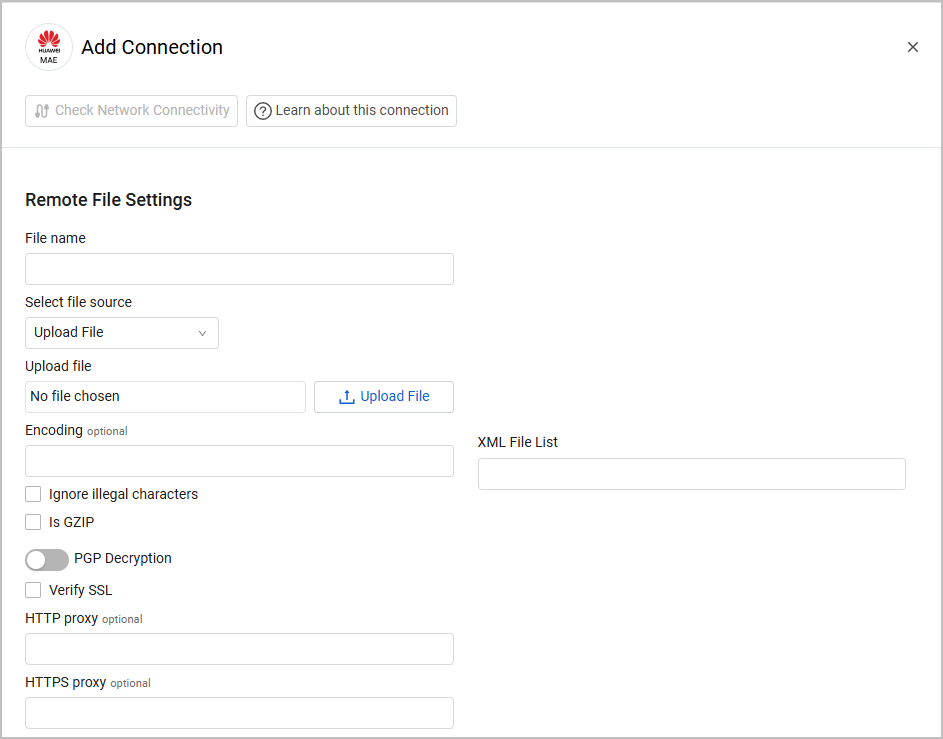 HUAWEI
MAE
Add Connection
Check Network Connectivity
Learn about this connection
Remote File Settings
File name
Select file source
Upload File
Upload file
No file chosen
Upload File
Encoding optional
XML File List
Ignore illegal characters
Is GZIP
PGP Decryption
Verify SSL
HTTP proxy optional
HTTPS proxy optional